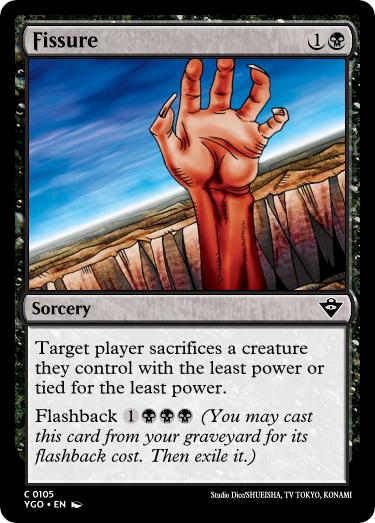 Fissure 1
Sorcery
Target player sacrifices a creature
they control with the least power or
tied for the least power.
Flashback 1 (You may cast
this card from your graveyard for its
flashback cost. Then exile it.)
C 0105
YGO • EN Studio Dice/SHUEISHA, TV TOKYO, KONAMI